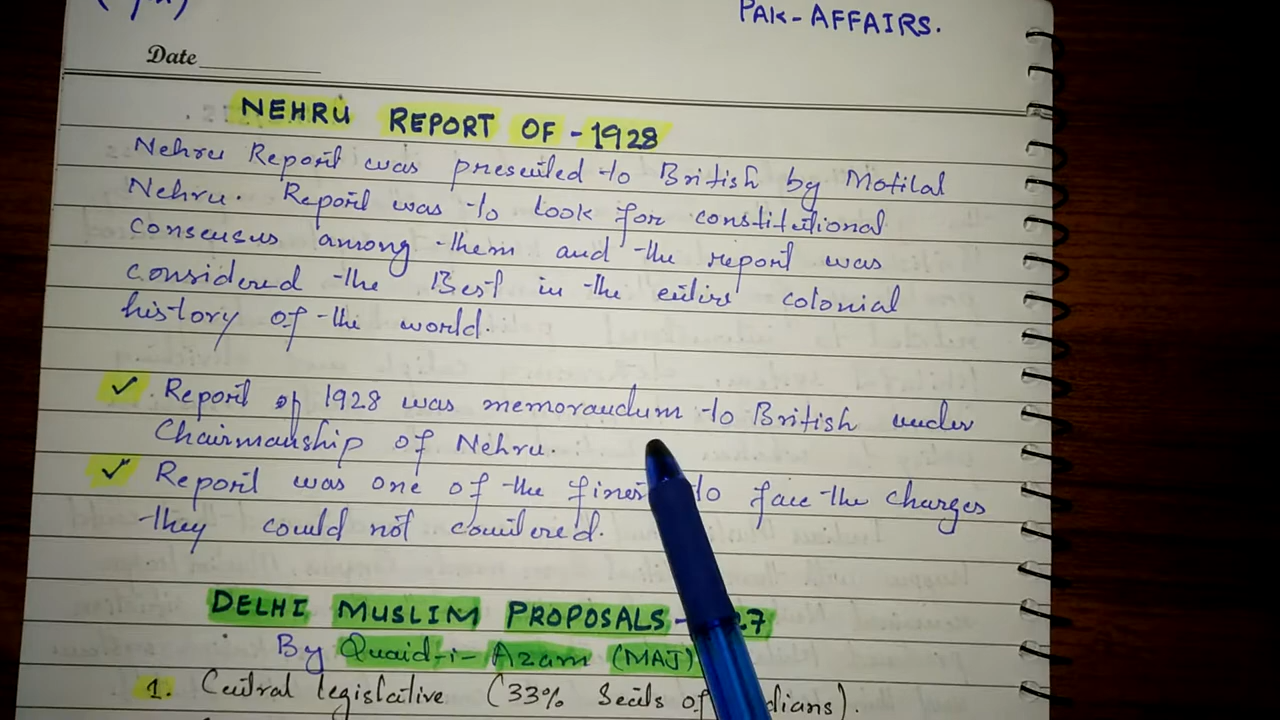 PAK-AFFAIRS.
Date
NEHRU REPORT OF-1928
Nehru Report was presented to British by Motilal
Nehru. Report was to look for constitutional
consensus among them and the report was
considered the Best in the entire colonial
history of the world.
✓. Report of 1928 was memorandum to British under
Chairmanship of Nehru.
✓ Report was one of the to face the charges
they could not countered.
DELHI MUSLIM PROPOSALS- 27
By Quaid-i-Azam (MAJ)
1. Central legislative (33% Seats of dians).